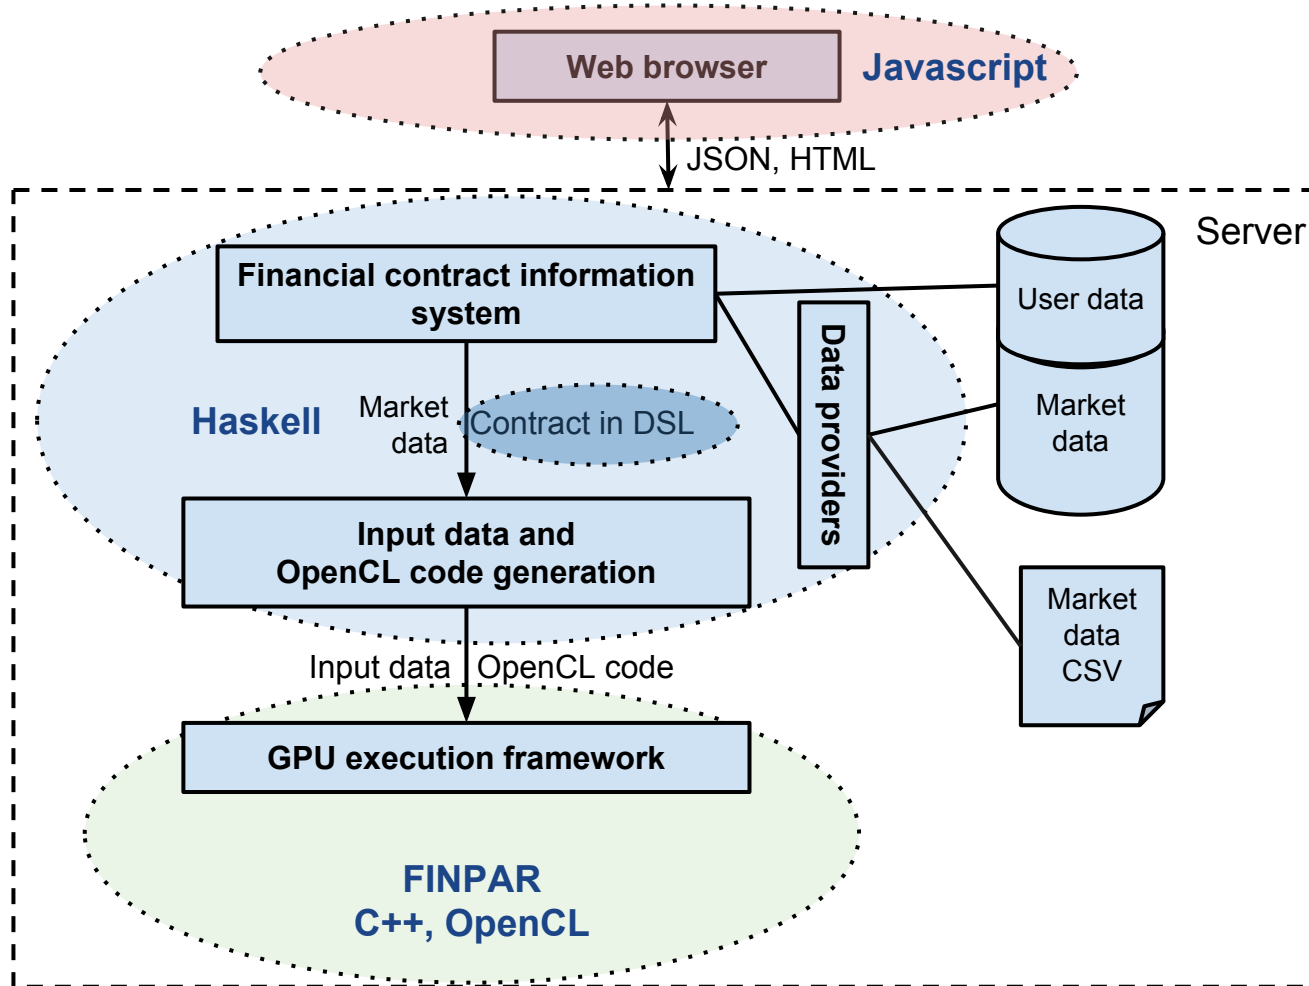 Web browser
Javascript
JSON, HTML
Server
Financial contract information
system
User data
Data providers
Haskell
Market
data
Contract in DSL
Market
data
Input data and
OpenCL code generation
Market
data
CSV
Input data
OpenCL code
GPU execution framework
FINPAR
C++, OpenCL